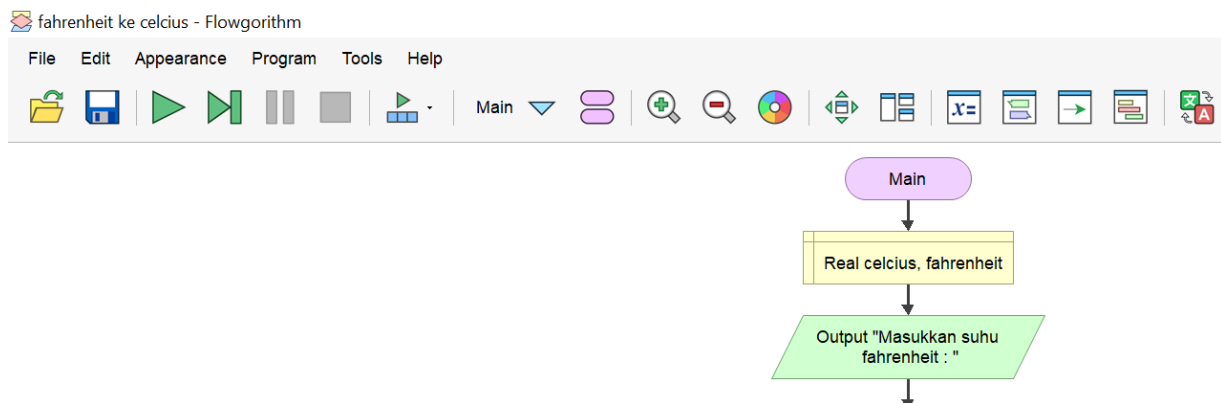 fahrenheit ke celcius - Flowgorithm
File Edit Appearance Program Tools Help
Main
x=
文 A
Main
Real celcius, fahrenheit
Output "Masukkan suhu
fahrenheit : "